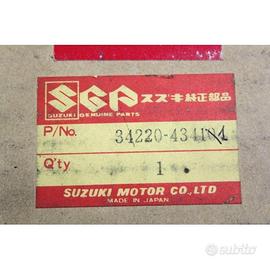 SGP スズキ純正部品
SUZUKI GENUINE PARTS
P/No. 34220-434101
Q'ty 1
SUZUKI MOTOR CO.,LTD
MADE IN JAPAN
subito